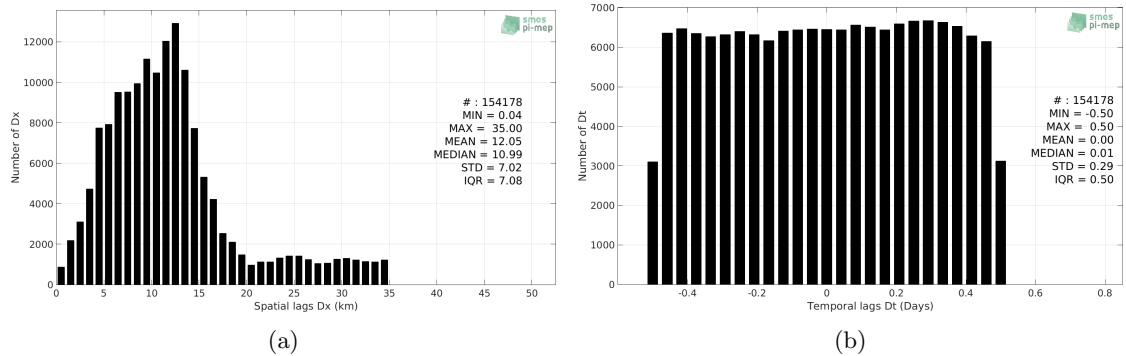 smos
pi-mep
12000
10000
8000
6000
4000
2000
0
Number of Dx
# : 154178
MIN = 0.04
MAX = 35.00
MEAN = 12.05
MEDIAN = 10.99
STD = 7.02
IQR = 7.08
0 5 10 15 20 25 30 35 40 45 50
Spatial lags Dx (km)
(a)
smos
pi-mep
7000
6000
5000
4000
3000
2000
1000
0
Number of Dt
# : 154178
MIN = -0.50
MAX = 0.50
MEAN = 0.00
MEDIAN = 0.01
STD = 0.29
IQR = 0.50
-0.4 -0.2 0 0.2 0.4 0.6 0.8
Temporal lags Dt (Days)
(b)